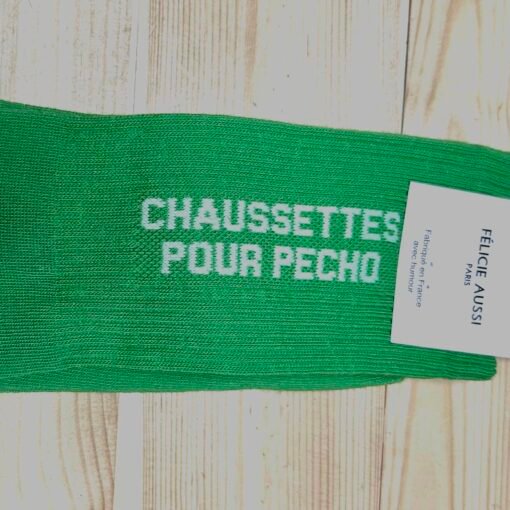 CHAUSSETTES
POUR PECHO
FÉLICIE AUSSI
PARIS
"Fabriqué en France
avec humour"